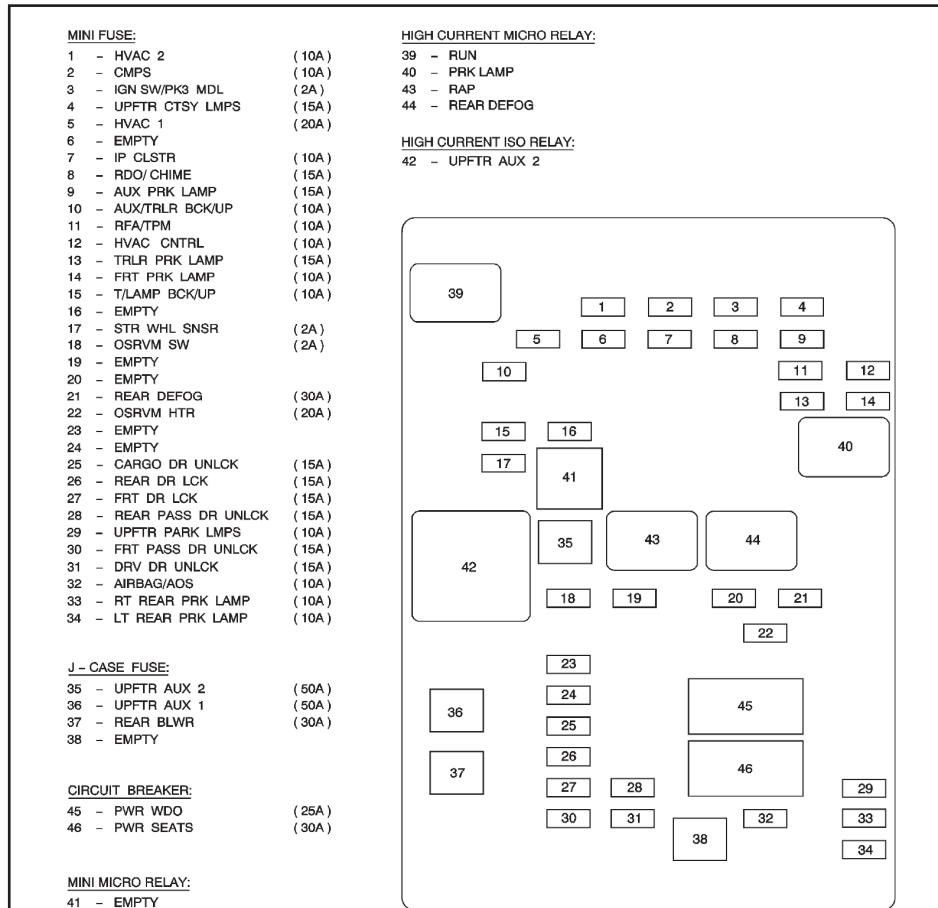 MINI FUSE:
1 – HVAC 2 (10A)
2 – CMPS (10A)
3 – IGN SW/PK3 MDL (2A)
4 – UPFTR CTSY LMPS (15A)
5 – HVAC 1 (20A)
6 – EMPTY
7 – IP CLSTR (10A)
8 – RDO/ CHIME (15A)
9 – AUX PRK LAMP (15A)
10 – AUX/TRLR BCK/UP (10A)
11 – RFA/TPM (10A)
12 – HVAC CNTRL (10A)
13 – TRLR PRK LAMP (15A)
14 – FRT PRK LAMP (10A)
15 – T/LAMP BCK/UP (10A)
16 – EMPTY
17 – STR WHL SNSR (2A)
18 – OSRVM SW (2A)
19 – EMPTY
20 – EMPTY
21 – REAR DEFOG (30A)
22 – OSRVM HTR (20A)
23 – EMPTY
24 – EMPTY
25 – CARGO DR UNLCK (15A)
26 – REAR DR LCK (15A)
27 – FRT DR LCK (15A)
28 – REAR PASS DR UNLCK (15A)
29 – UPFTR PARK LMPS (10A)
30 – FRT PASS DR UNLCK (15A)
31 – DRV DR UNLCK (15A)
32 – AIRBAG/AOS (10A)
33 – RT REAR PRK LAMP (10A)
34 – LT REAR PRK LAMP (10A)
J – CASE FUSE:
35 – UPFTR AUX 2 (50A)
36 – UPFTR AUX 1 (50A)
37 – REAR BLWR (30A)
38 – EMPTY
CIRCUIT BREAKER:
45 – PWR WDO (25A)
46 – PWR SEATS (30A)
MINI MICRO RELAY:
41 – EMPTY
HIGH CURRENT MICRO RELAY:
39 – RUN
40 – PRK LAMP
43 – RAP
44 – REAR DEFOG
HIGH CURRENT ISO RELAY:
42 – UPFTR AUX 2
39
1 2 3 4
5 6 7 8 9
10 11 12
13 14
15 16
40
17
41
35 43 44
42
18 19 20 21
22
23
24
36 45
25
26
46
37
27 28 29
30 31 32 33
38
34